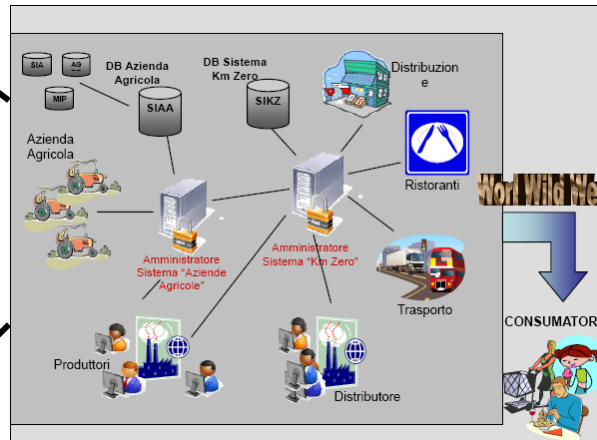 SIA
AG
MIP
DB Azienda
Agricola
SIAA
DB Sistema
Km Zero
SIKZ
Distribuzion
e
Azienda
Agricola
Ristoranti
Worl Wild We
Amministratore
Sistema "Aziende
Agricole"
Amministratore
Sistema "Km Zero"
Trasporto
CONSUMATOR
Produttori
Distributore